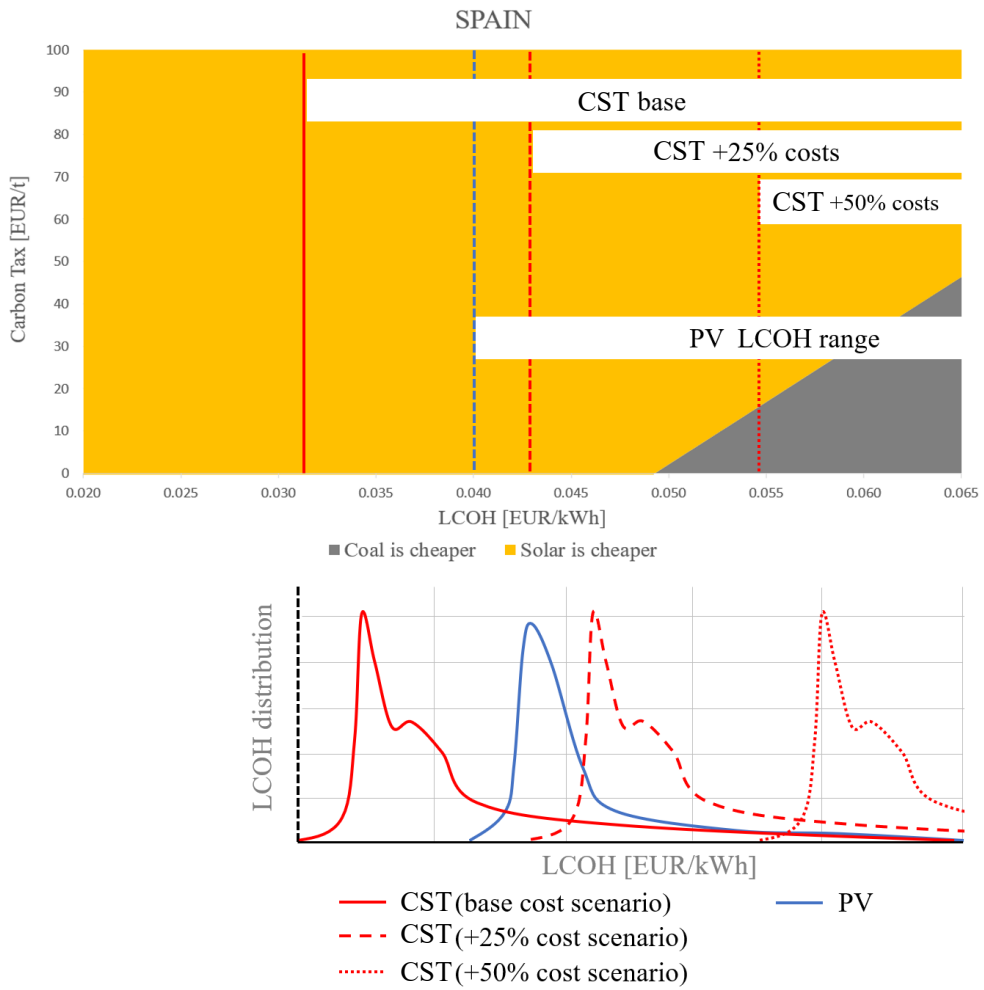 SPAIN
Carbon Tax [EUR/t]
100
90
80
70
60
50
40
30
20
10
0
CST base
CST +25% costs
CST +50% costs
PV LCOH range
0.020 0.025 0.030 0.035 0.040 0.045 0.050 0.055 0.060 0.065
LCOH [EUR/kWh]
Coal is cheaper Solar is cheaper
LCOH distribution
LCOH [EUR/kWh]
CST (base cost scenario) PV
CST (+25% cost scenario)
CST (+50% cost scenario)